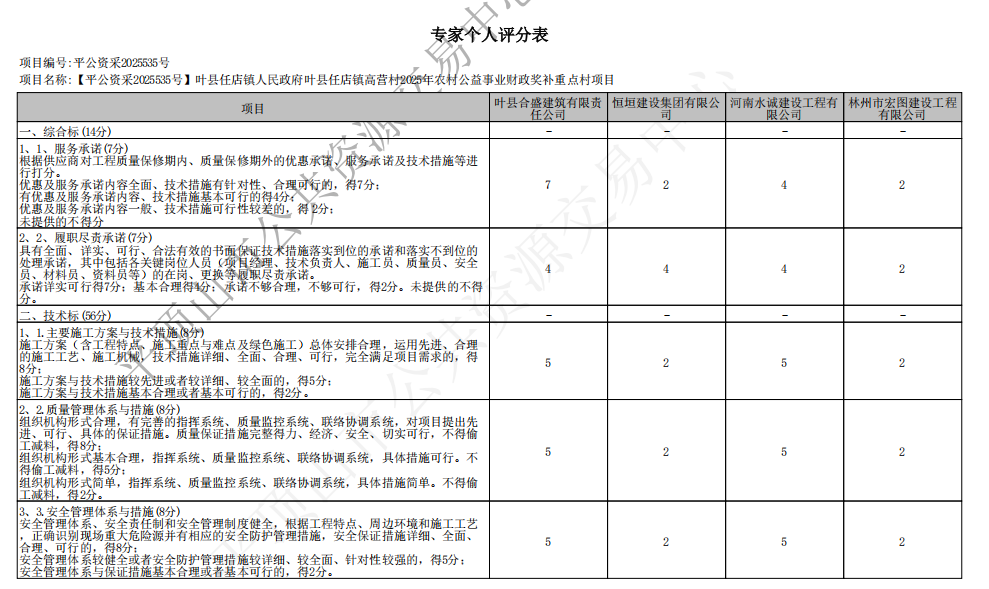 专家个人评分表
项目编号:平公资采2025535号
项目名称:【平公资采2025535号】叶县任店镇人民政府叶县任店镇高营村2025年农村公益事业财政奖补重点村项目
项目
叶县合盛建筑有限责任公司
恒垣建设集团有限公司
河南水诚建设工程有限公司
林州市宏图建设工程有限公司
一、综合标(14分)
-
-
-
-
1、1、服务承诺(7分)
根据供应商对工程质量保修期内、质量保修期外的优惠承诺、服务承诺及技术措施等进
行打分。
优惠及服务承诺内容全面、技术措施有针对性、合理可行的，得7分；
有优惠及服务承诺内容、技术措施基本可行的得4分；
优惠及服务承诺内容一般、技术措施可行性较差的，得 2分；
未提供的不得分
7
2
4
2
2、2、履职尽责承诺(7分)
具有全面、详实、可行、合法有效的书面保证技术措施落实到位的承诺和落实不到位的
处理承诺，其中包括各关键岗位人员（项目经理、技术负责人、施工员、质量员、安全
员、材料员、资料员等）的在岗、更换等履职尽责承诺。
承诺详实可行得7分；基本合理得4分；承诺不够合理，不够可行，得2分。未提供的不得
分。
4
4
4
2
二、技术标(56分)
-
-
-
-
1、1.主要施工方案与技术措施(8分)
施工方案（含工程特点、施工重点与难点及绿色施工）总体安排合理，运用先进、合理
的施工工艺、施工机械，技术措施详细、全面、合理、可行，完全满足项目需求的，得
8分；
施工方案与技术措施较先进或者较详细、较全面的，得5分；
施工方案与技术措施基本合理或者基本可行的，得2分。
5
2
5
2
2、2.质量管理体系与措施(8分)
组织机构形式合理，有完善的指挥系统、质量监控系统、联络协调系统，对项目提出先
进、可行、具体的保证措施。质量保证措施完整得力、经济、安全、切实可行，不得偷
工减料，得8分；
组织机构形式基本合理，指挥系统、质量监控系统、联络协调系统，具体措施可行。不
得偷工减料，得5分；
组织机构形式简单，指挥系统、质量监控系统、联络协调系统，具体措施简单。不得偷
工减料，得2分。
5
2
5
2
3、3.安全管理体系与措施(8分)
安全管理体系、安全责任制和安全管理制度健全，根据工程特点、周边环境和施工工艺
，正确识别现场重大危险源并有相应的安全防护管理措施，安全保证措施详细、全面、
合理、可行的，得8分；
安全管理体系较健全或者安全防护管理措施较详细、较全面、针对性较强的，得5分；
安全管理体系与保证措施基本合理或者基本可行的，得2分。
5
2
5
2
平顶山市公共资源交易中心
平顶山市公共资源交易中心